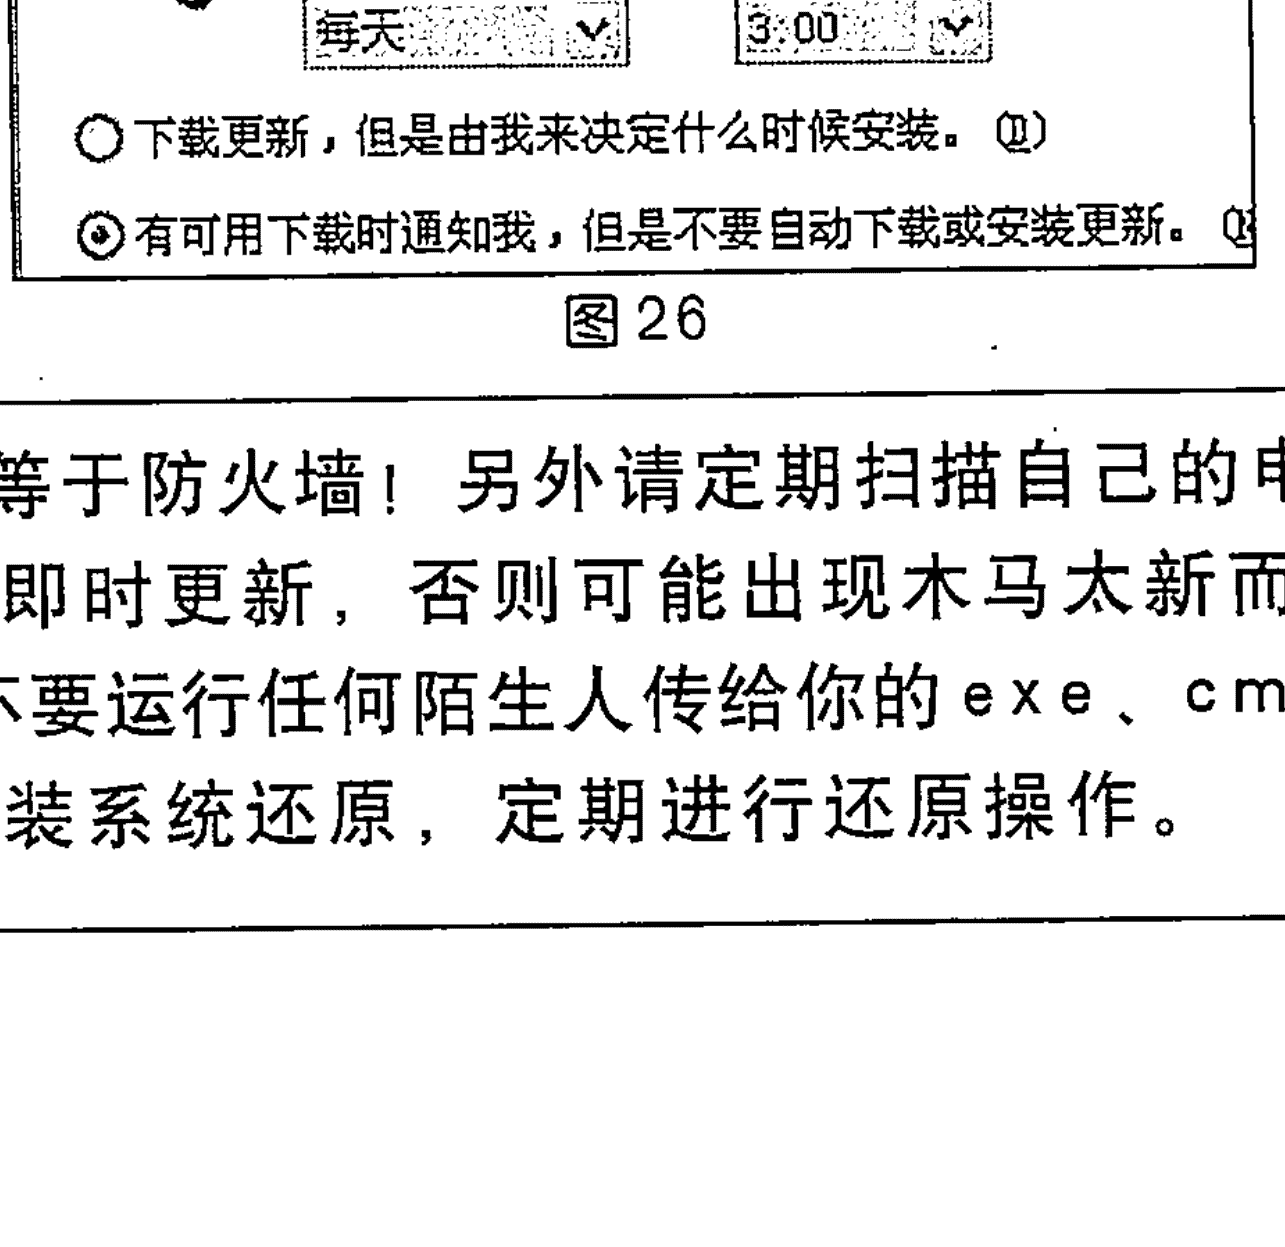 每天 3:00
下载更新，但是由我来决定什么时候安装。(D)
有可用下载时通知我，但是不要自动下载或安装更新。
图26
等于防火墙！另外请定期扫描自己的
即时更新，否则可能出现木马太新而
要运行任何陌生人传给你的exe、cm
装系统还原，定期进行还原操作。